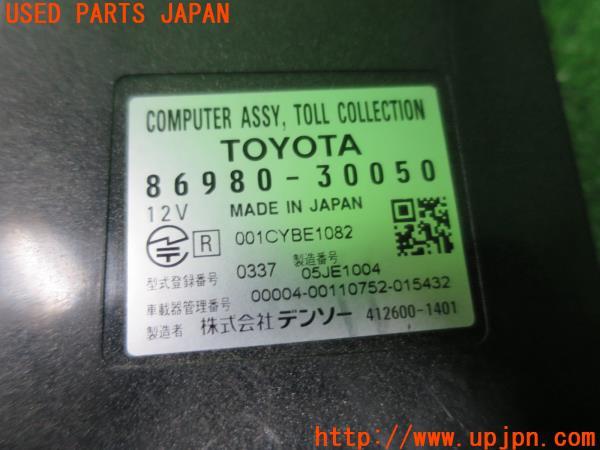 USED PARTS JAPAN
COMPUTER ASSY, TOLL COLLECTION
TOYOTA
86980-30050
12V MADE IN JAPAN
R 001CYBE1082
型式登録番号 0337 製造番号 05JE1004
車載器管理番号 00004-00110752-015432
製造者 株式会社デンソー 412600-1401
http://www.upjpn.com/